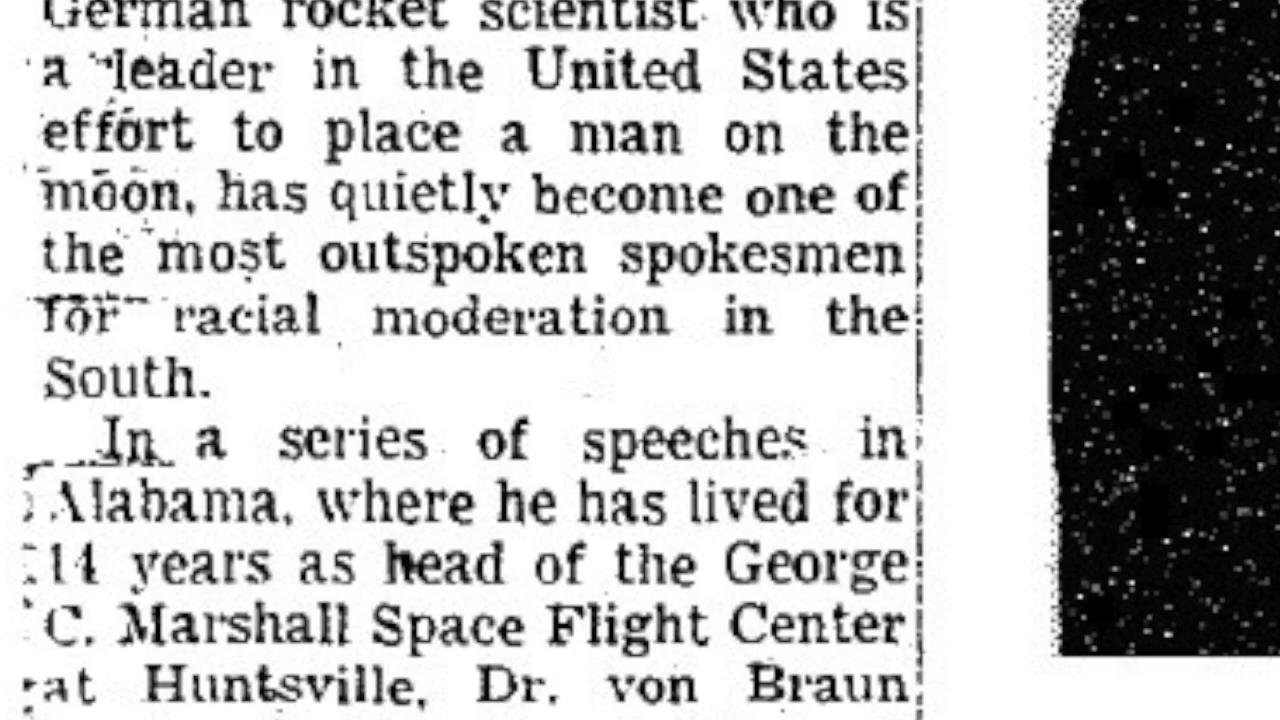 German rocket scientist who is
a leader in the United States
effort to place a man on the
moon, has quietly become one of
the most outspoken spokesmen
for racial moderation in the
South.
In a series of speeches in
Alabama, where he has lived for
14 years as head of the George
C. Marshall Space Flight Center
at Huntsville, Dr. von Braun